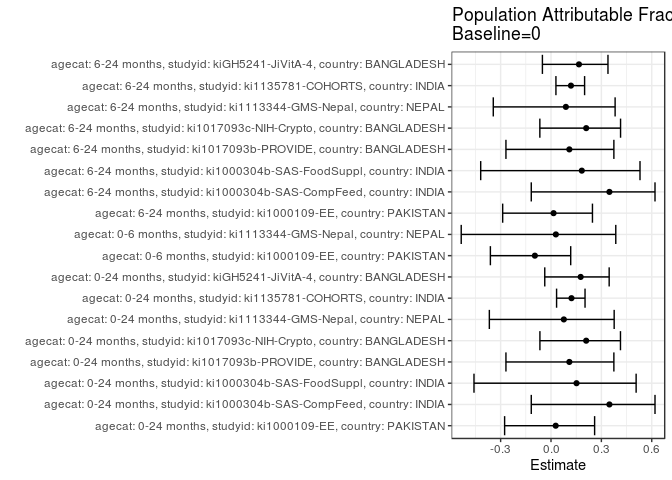 Population Attributable Frac
Baseline=0
agecat: 6-24 months, studyid: kiGH5241-JiVitA-4, country: BANGLADESH
agecat: 6-24 months, studyid: ki1135781-COHORTS, country: INDIA
agecat: 6-24 months, studyid: ki1113344-GMS-Nepal, country: NEPAL
agecat: 6-24 months, studyid: ki1017093c-NIH-Crypto, country: BANGLADESH
agecat: 6-24 months, studyid: ki1017093b-PROVIDE, country: BANGLADESH
agecat: 6-24 months, studyid: ki1000304b-SAS-FoodSuppl, country: INDIA
agecat: 6-24 months, studyid: ki1000304b-SAS-CompFeed, country: INDIA
agecat: 6-24 months, studyid: ki1000109-EE, country: PAKISTAN
agecat: 0-6 months, studyid: ki1113344-GMS-Nepal, country: NEPAL
agecat: 0-6 months, studyid: ki1000109-EE, country: PAKISTAN
agecat: 0-24 months, studyid: kiGH5241-JiVitA-4, country: BANGLADESH
agecat: 0-24 months, studyid: ki1135781-COHORTS, country: INDIA
agecat: 0-24 months, studyid: ki1113344-GMS-Nepal, country: NEPAL
agecat: 0-24 months, studyid: ki1017093c-NIH-Crypto, country: BANGLADESH
agecat: 0-24 months, studyid: ki1017093b-PROVIDE, country: BANGLADESH
agecat: 0-24 months, studyid: ki1000304b-SAS-FoodSuppl, country: INDIA
agecat: 0-24 months, studyid: ki1000304b-SAS-CompFeed, country: INDIA
agecat: 0-24 months, studyid: ki1000109-EE, country: PAKISTAN
-0.3 0.0 0.3 0.6
Estimate